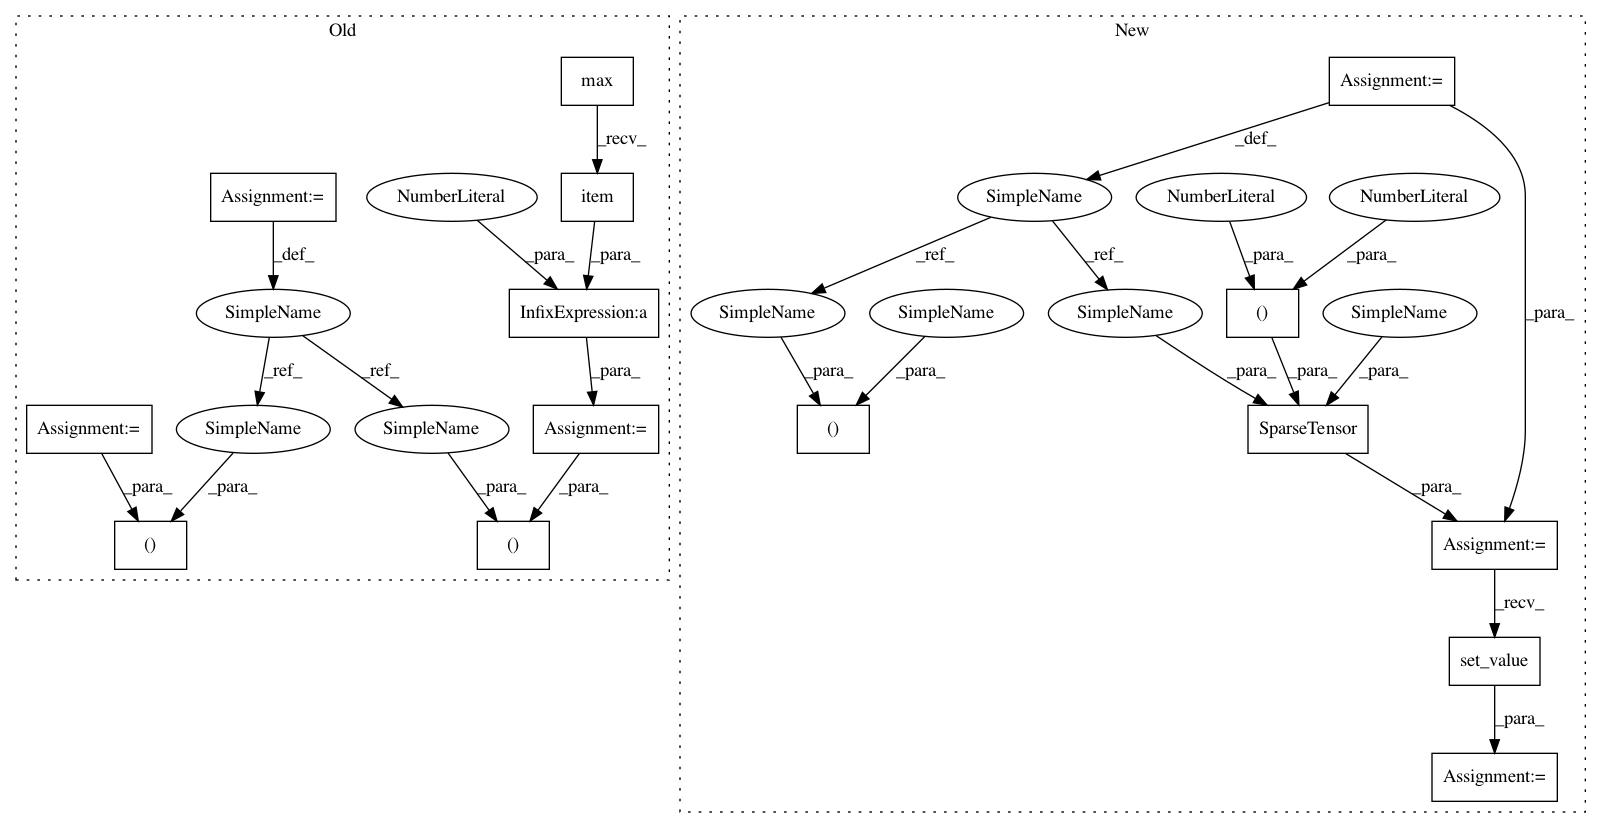 Old
New
max
Assignment:=
_recv_
_def_
Assignment:=
NumberLiteral
item
SimpleName
NumberLiteral
NumberLiteral
_def_
_para_
_para_
_ref_
_ref_
_para_
_para_
SimpleName
InfixExpression:a
SimpleName
SimpleName
SimpleName
()
SimpleName
_para_
_ref_
_ref_
_para_
_para_
_para_
_para_
_para_
_para_
Assignment:=
SimpleName
SimpleName
Assignment:=
()
SparseTensor
_para_
_para_
_para_
_para_
_para_
()
()
Assignment:=
_recv_
set_value
_para_
Assignment:=